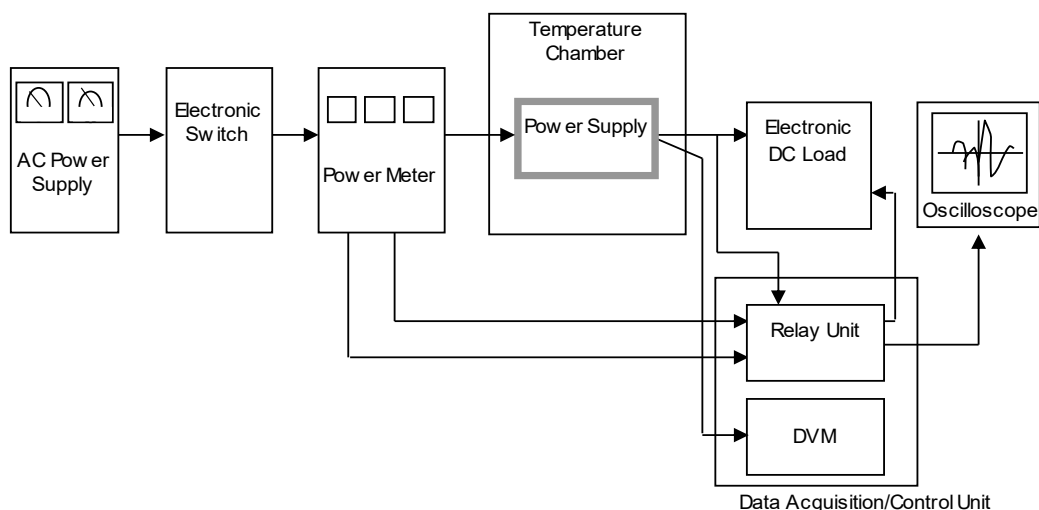 Temperature
Chamber
AC Power
Supply
Electronic
Switch
Power Meter
Power Supply
Electronic
DC Load
Oscilloscope
Relay Unit
DVM
Data Acquisition/Control Unit